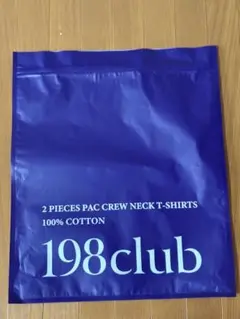 2 PIECES PAC CREW NECK T-SHIRTS
100% COTTON
198club